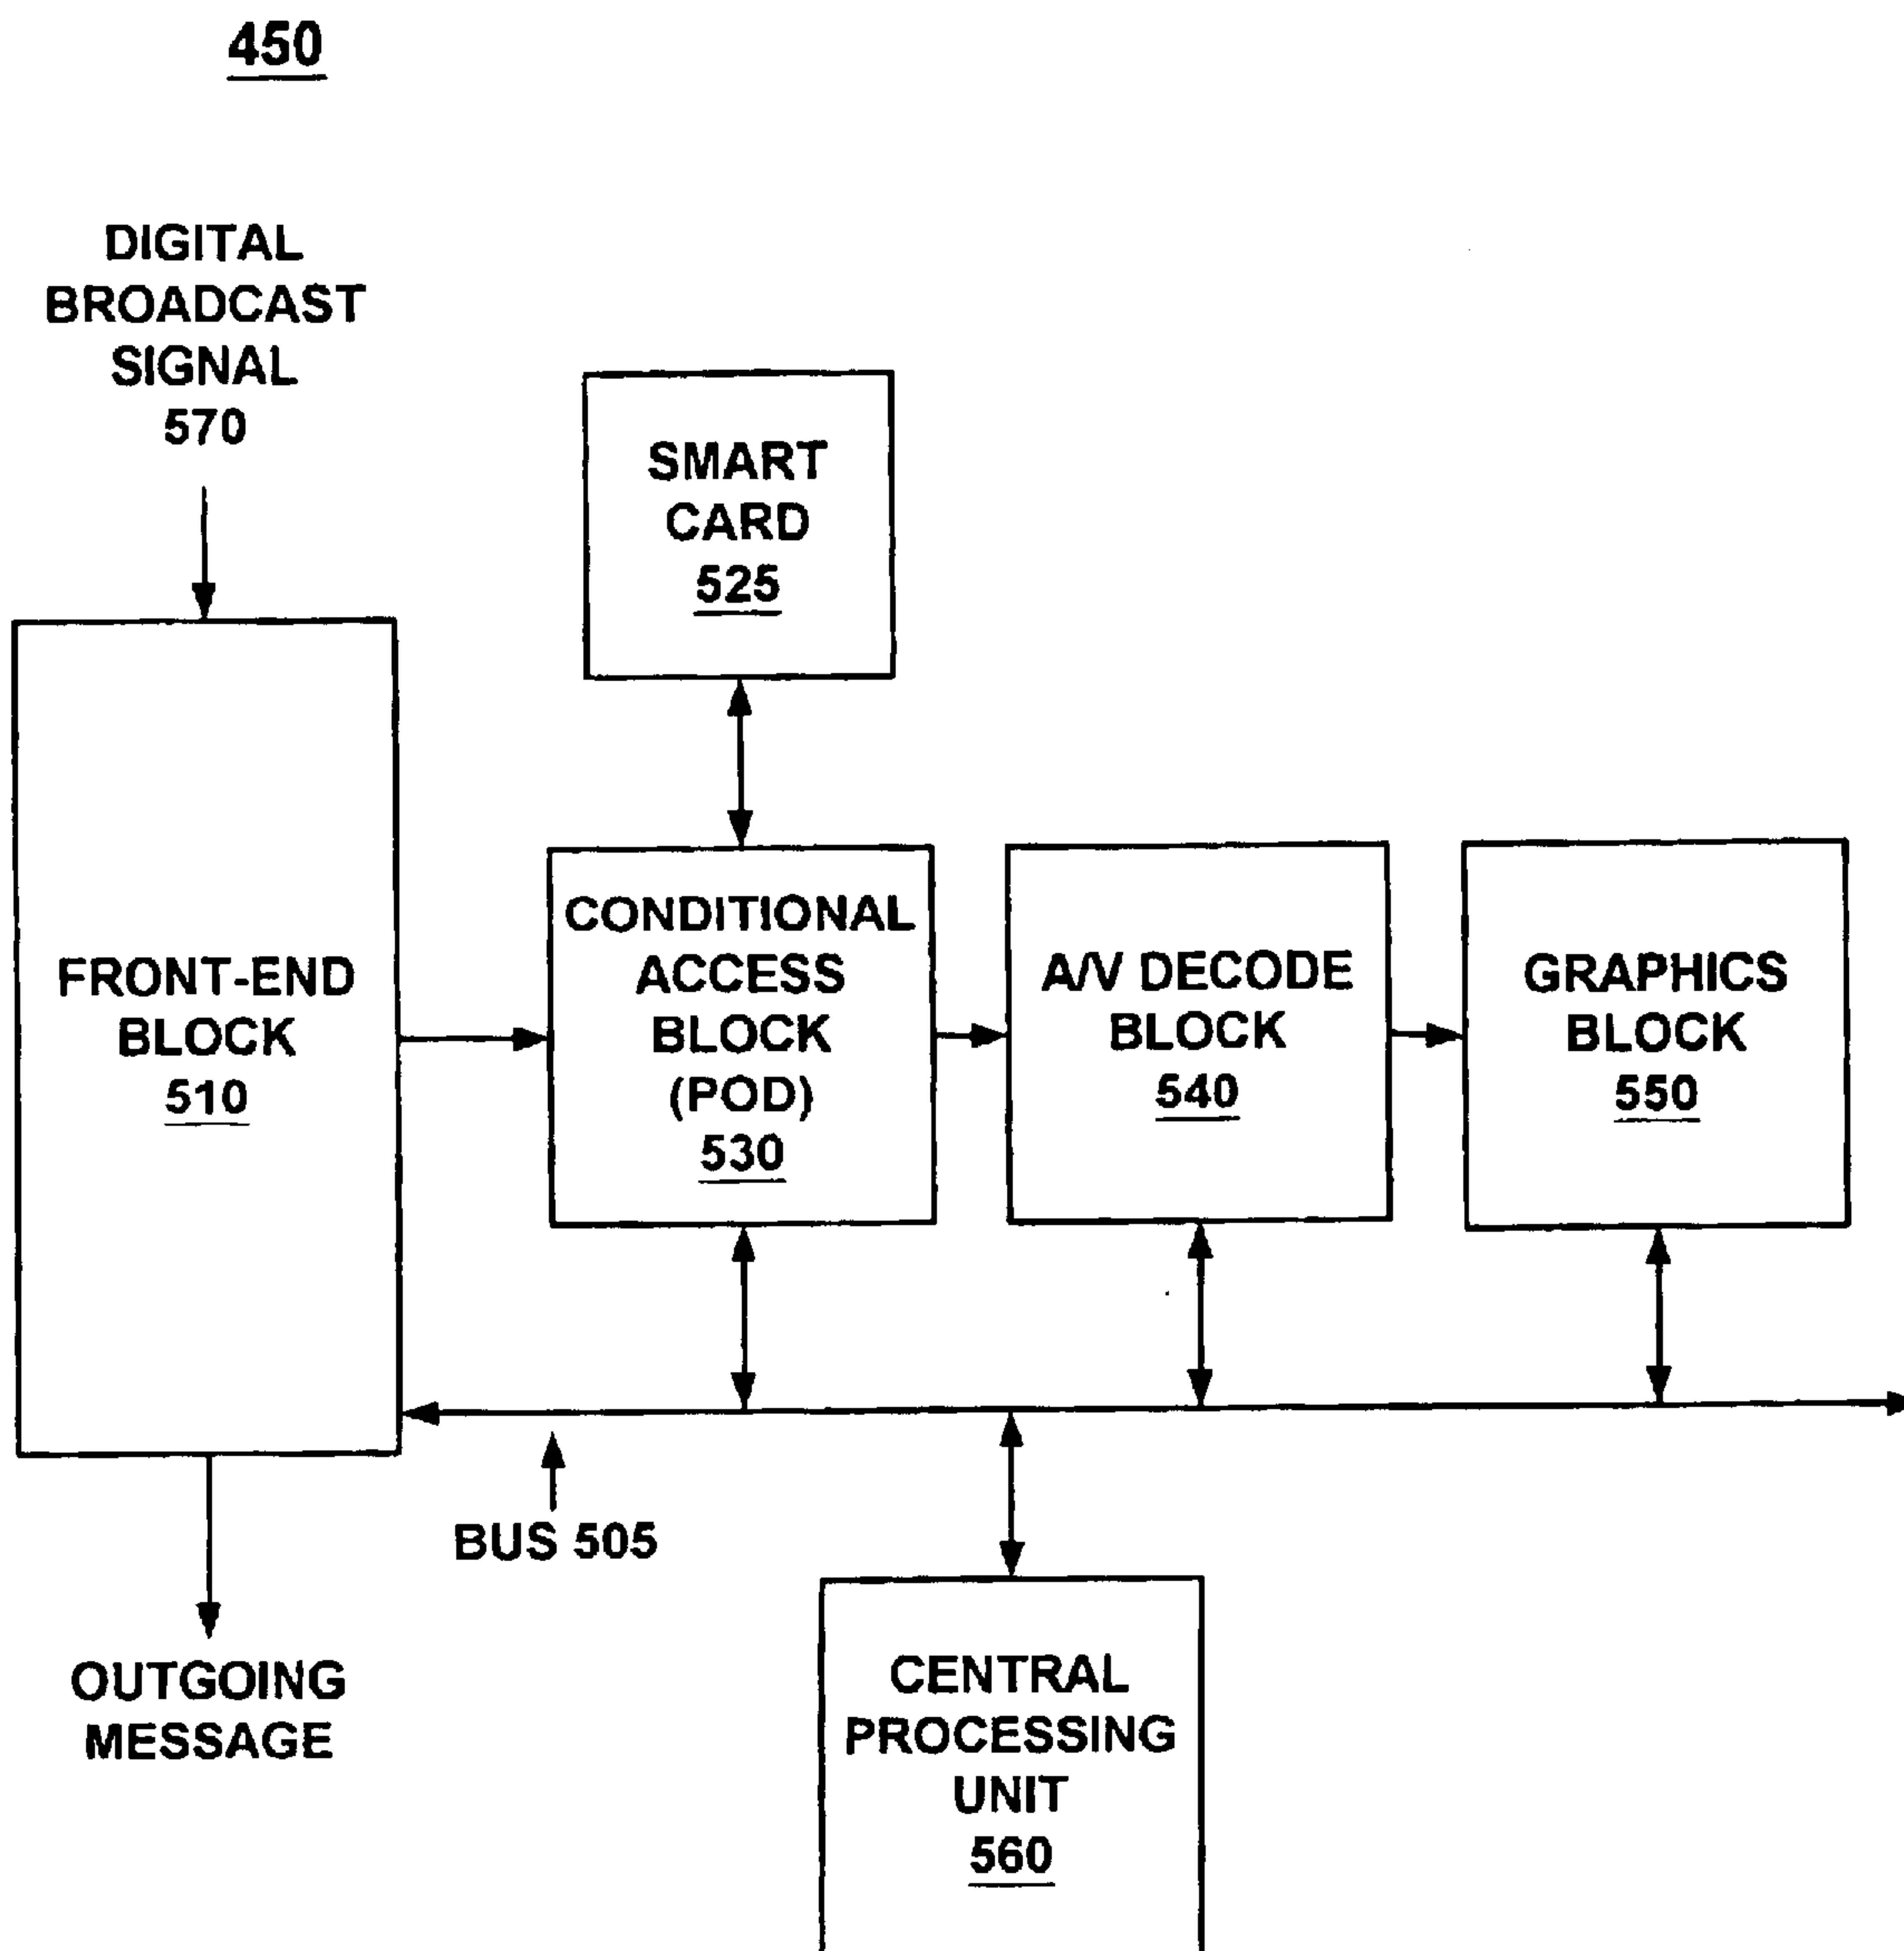 450
DIGITAL
BROADCAST
SIGNAL
570
SMART
CARD
525
FRONT-END
BLOCK
510
CONDITIONAL
ACCESS
BLOCK
(POD)
530
A/V DECODE
BLOCK
540
GRAPHICS
BLOCK
550
BUS 505
OUTGOING
MESSAGE
CENTRAL
PROCESSING
UNIT
560